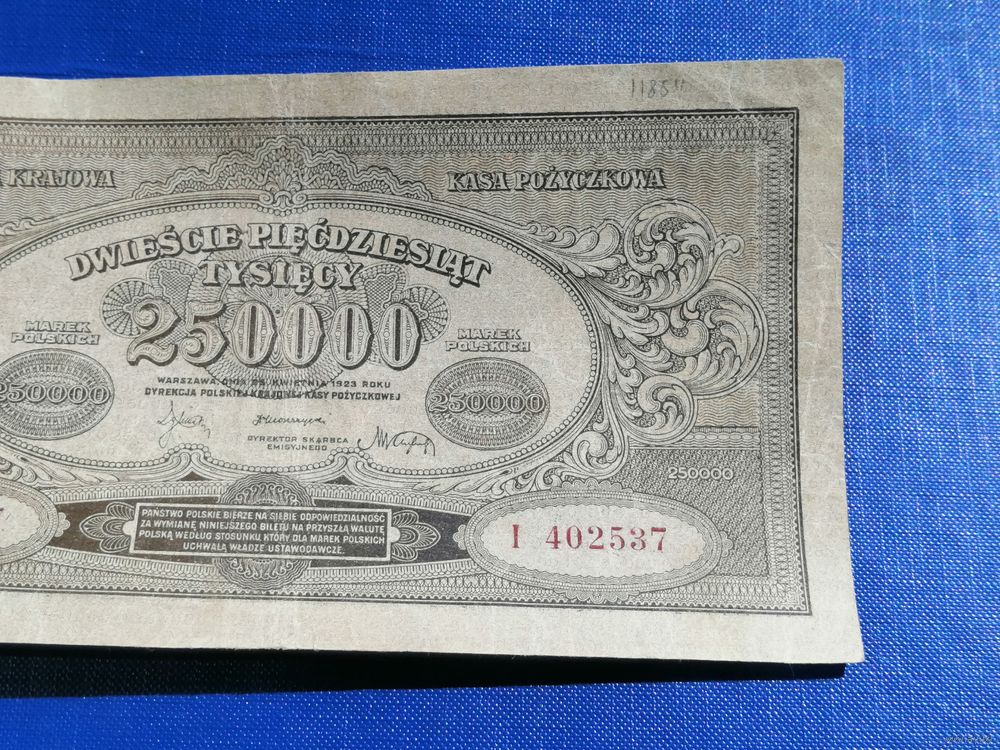 11854
KRAJOWA
KASA POŻYCZKOWA
DWIEŚCIE PIĘĆDZIESIĄT
TYSIĘCY
250000
MAREK
POLSKICH
MAREK
POLSKICH
250000
250000
WARSZAWA, DNIA 25 KWIETNIA 1923 ROKU
DYREKCJA POLSKIEJ KRAJOWEJ KASY POŻYCZKOWEJ
DYREKTOR SKARBCA
EMISYJNEGO
250000
PAŃSTWO POLSKIE BIERZE NA SIEBIE ODPOWIEDZIALNOŚĆ
ZA WYMIANĘ NINIEJSZEGO BILETU NA PRZYSZŁĄ WALUTĘ
POLSKĄ WEDŁUG STOSUNKU, KTÓRY DLA MAREK POLSKICH
UCHWALĄ WŁADZE USTAWODAWCZE.
I 402537